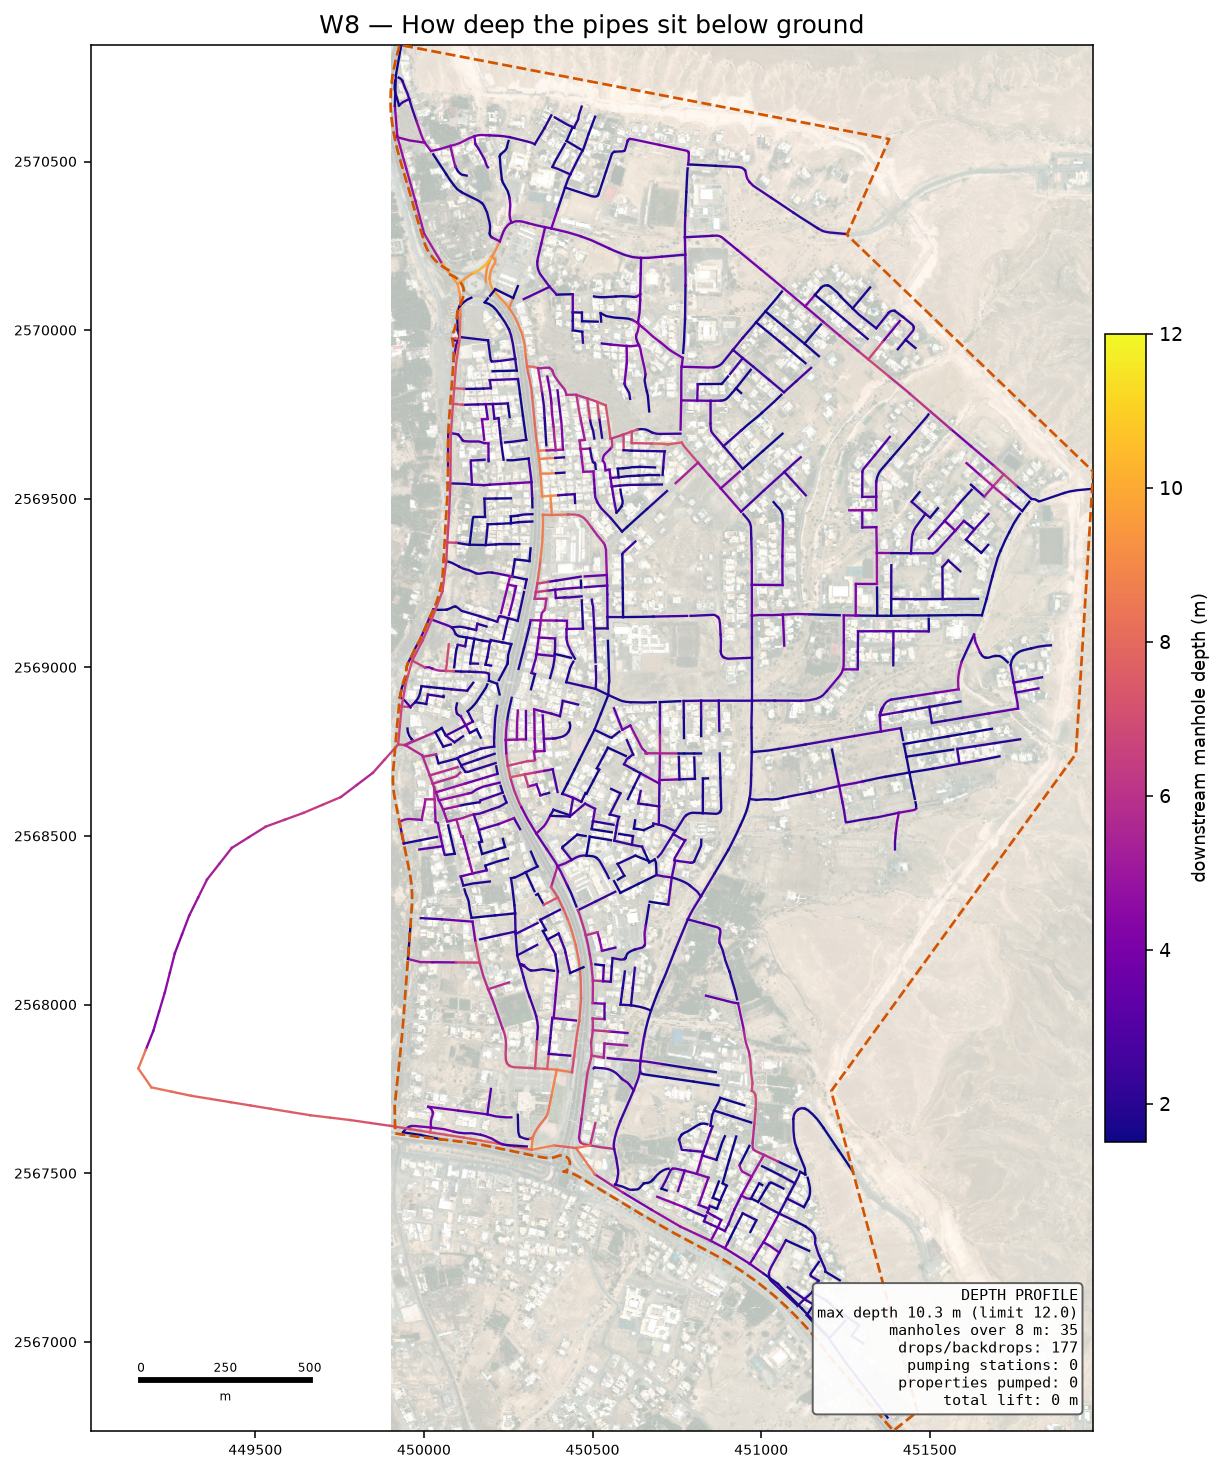 W8 — How deep the pipes sit below ground
2570500
2570000
2569500
2569000
2568500
2568000
2567500
2567000
449500
450000
450500
451000
451500
0 250 500
m
12
10
8
6
4
2
downstream manhole depth (m)
DEPTH PROFILE
max depth 10.3 m (limit 12.0)
manholes over 8 m: 35
drops/backdrops: 177
pumping stations: 0
properties pumped: 0
total lift: 0 m